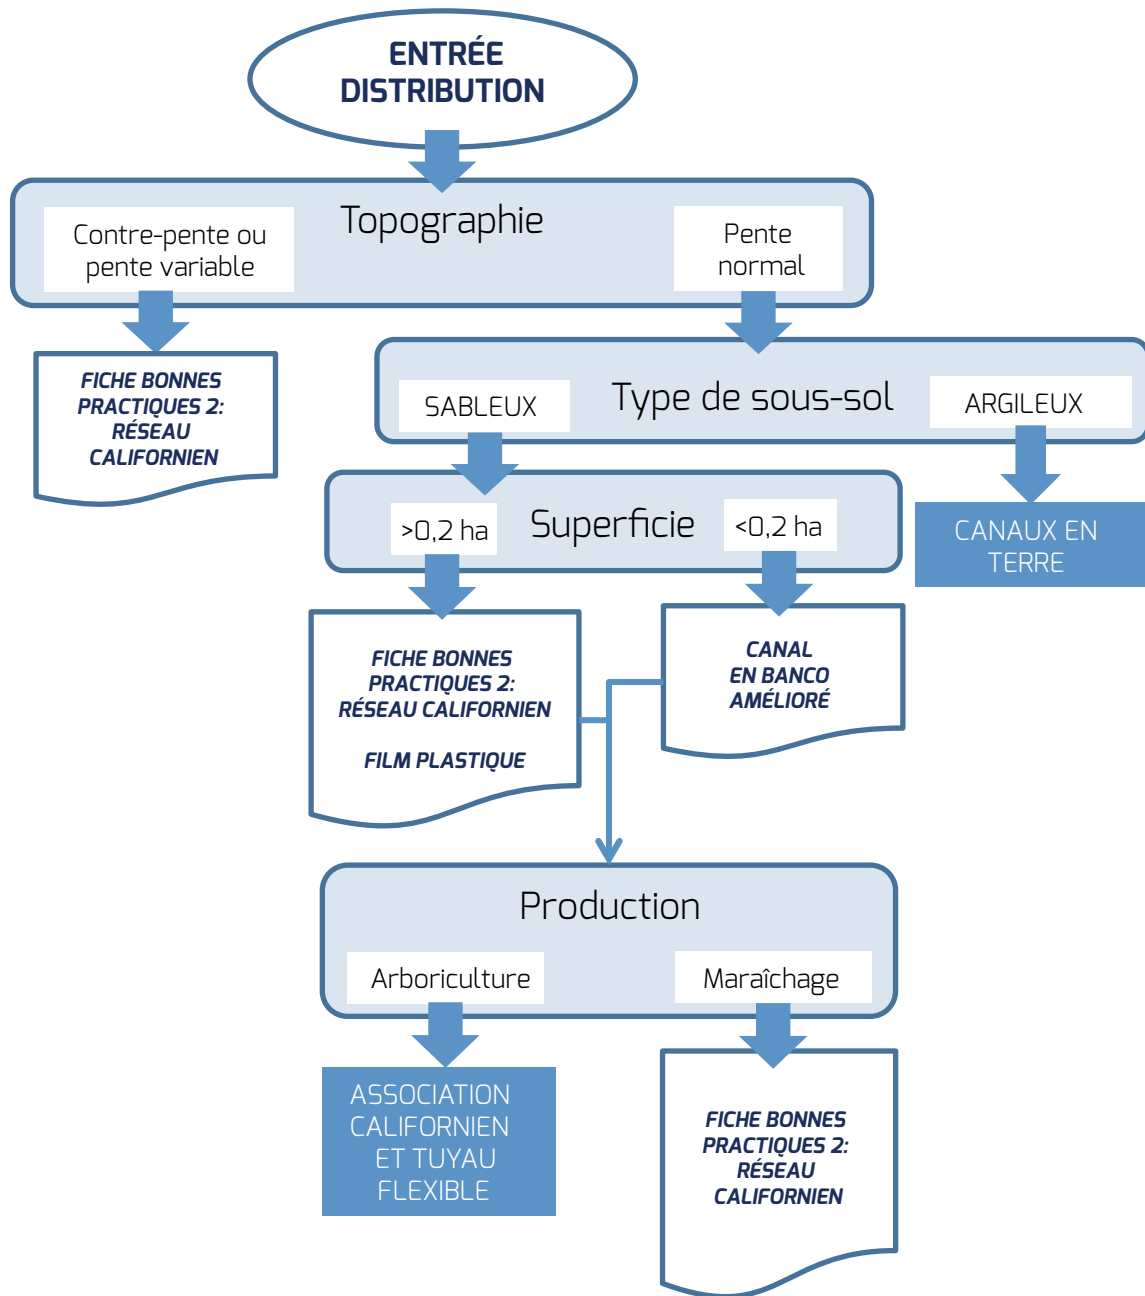 ENTRÉE
DISTRIBUTION
Topographie
Contre-pente ou
pente variable
Pente
normal
FICHE BONNES
PRACTIQUES 2:
RÉSEAU
CALIFORNIEN
Type de sous-sol
SABLEUX
ARGILEUX
Superficie
>0,2 ha
<0,2 ha
CANAUX EN
TERRE
FICHE BONNES
PRACTIQUES 2:
RÉSEAU CALIFORNIEN
FILM PLASTIQUE
CANAL
EN BANCO
AMÉLIORÉ
Production
Arboriculture
Maraîchage
ASSOCIATION
CALIFORNIEN
ET TUYAU
FLEXIBLE
FICHE BONNES
PRACTIQUES 2:
RÉSEAU
CALIFORNIEN